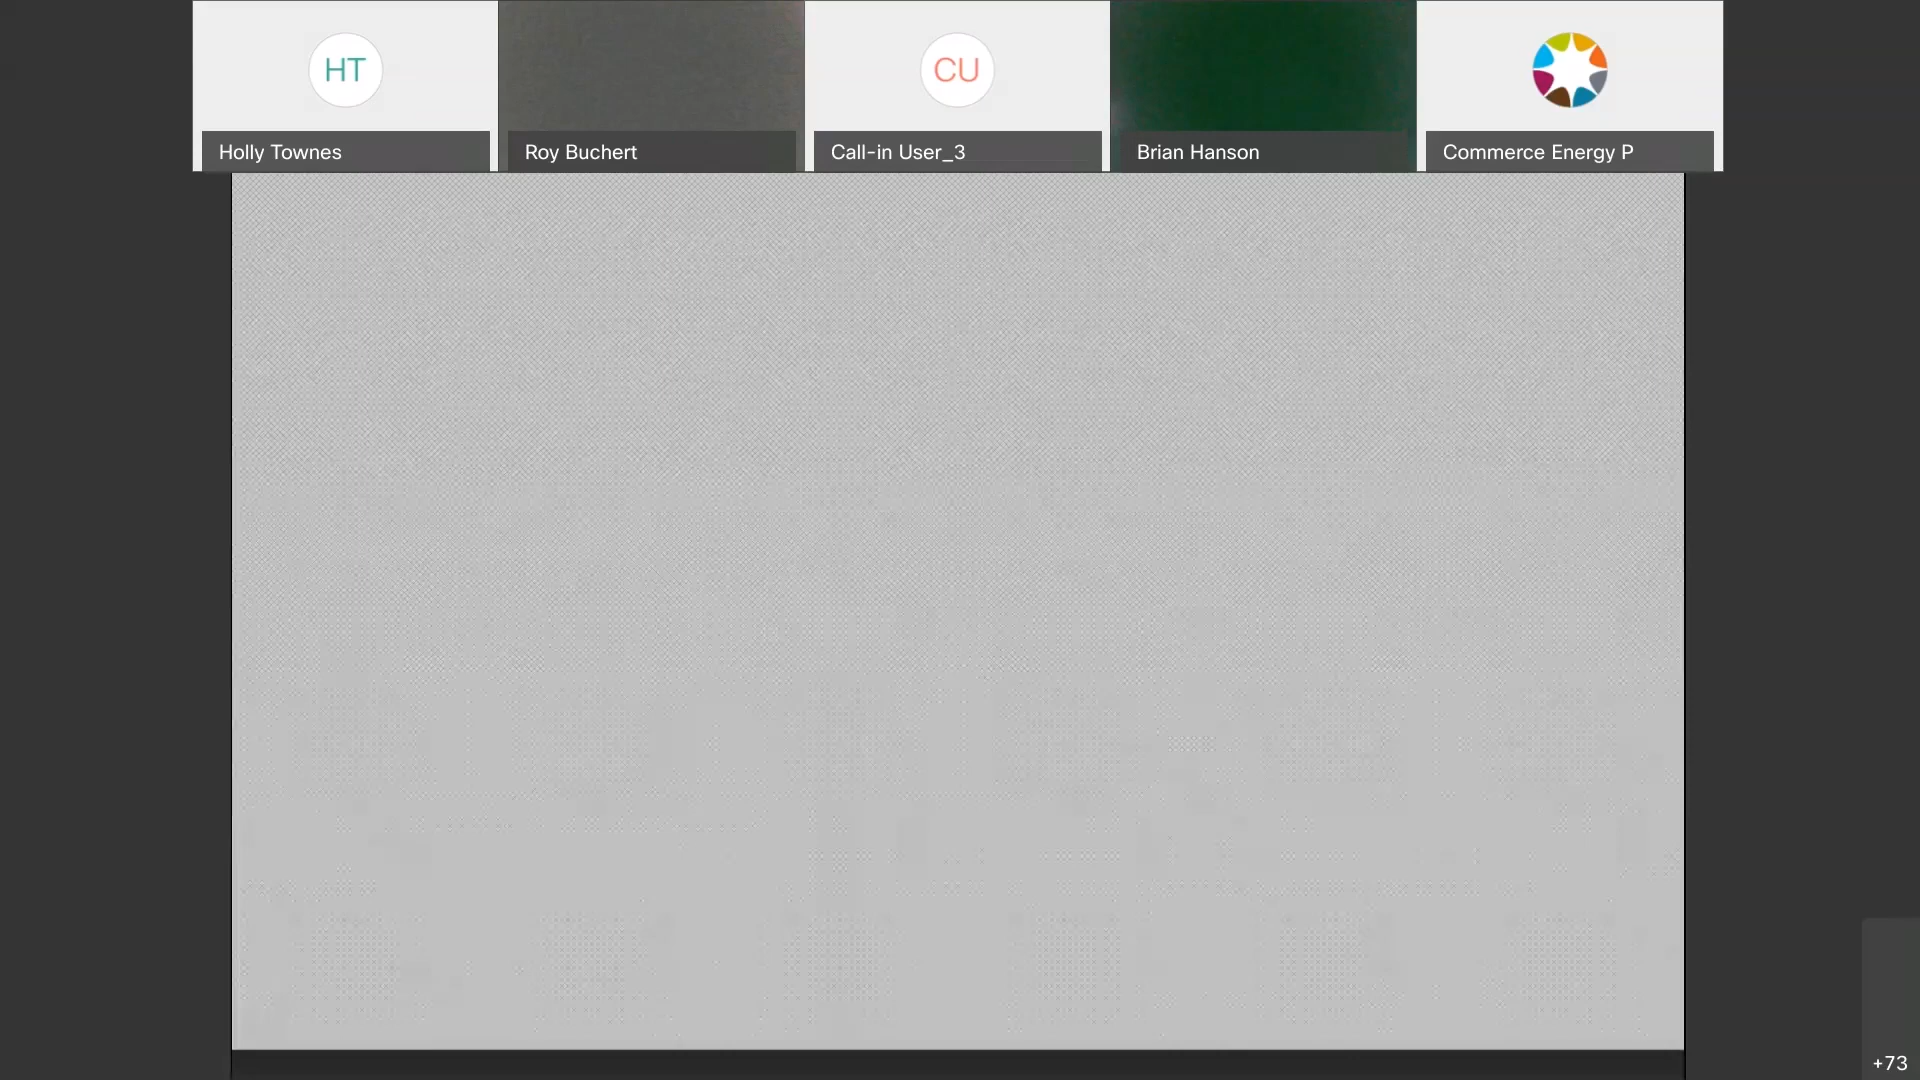 HT
CU
Holly Townes
Roy Buchert
Call-in User_3
Brian Hanson
Commerce Energy P
+73